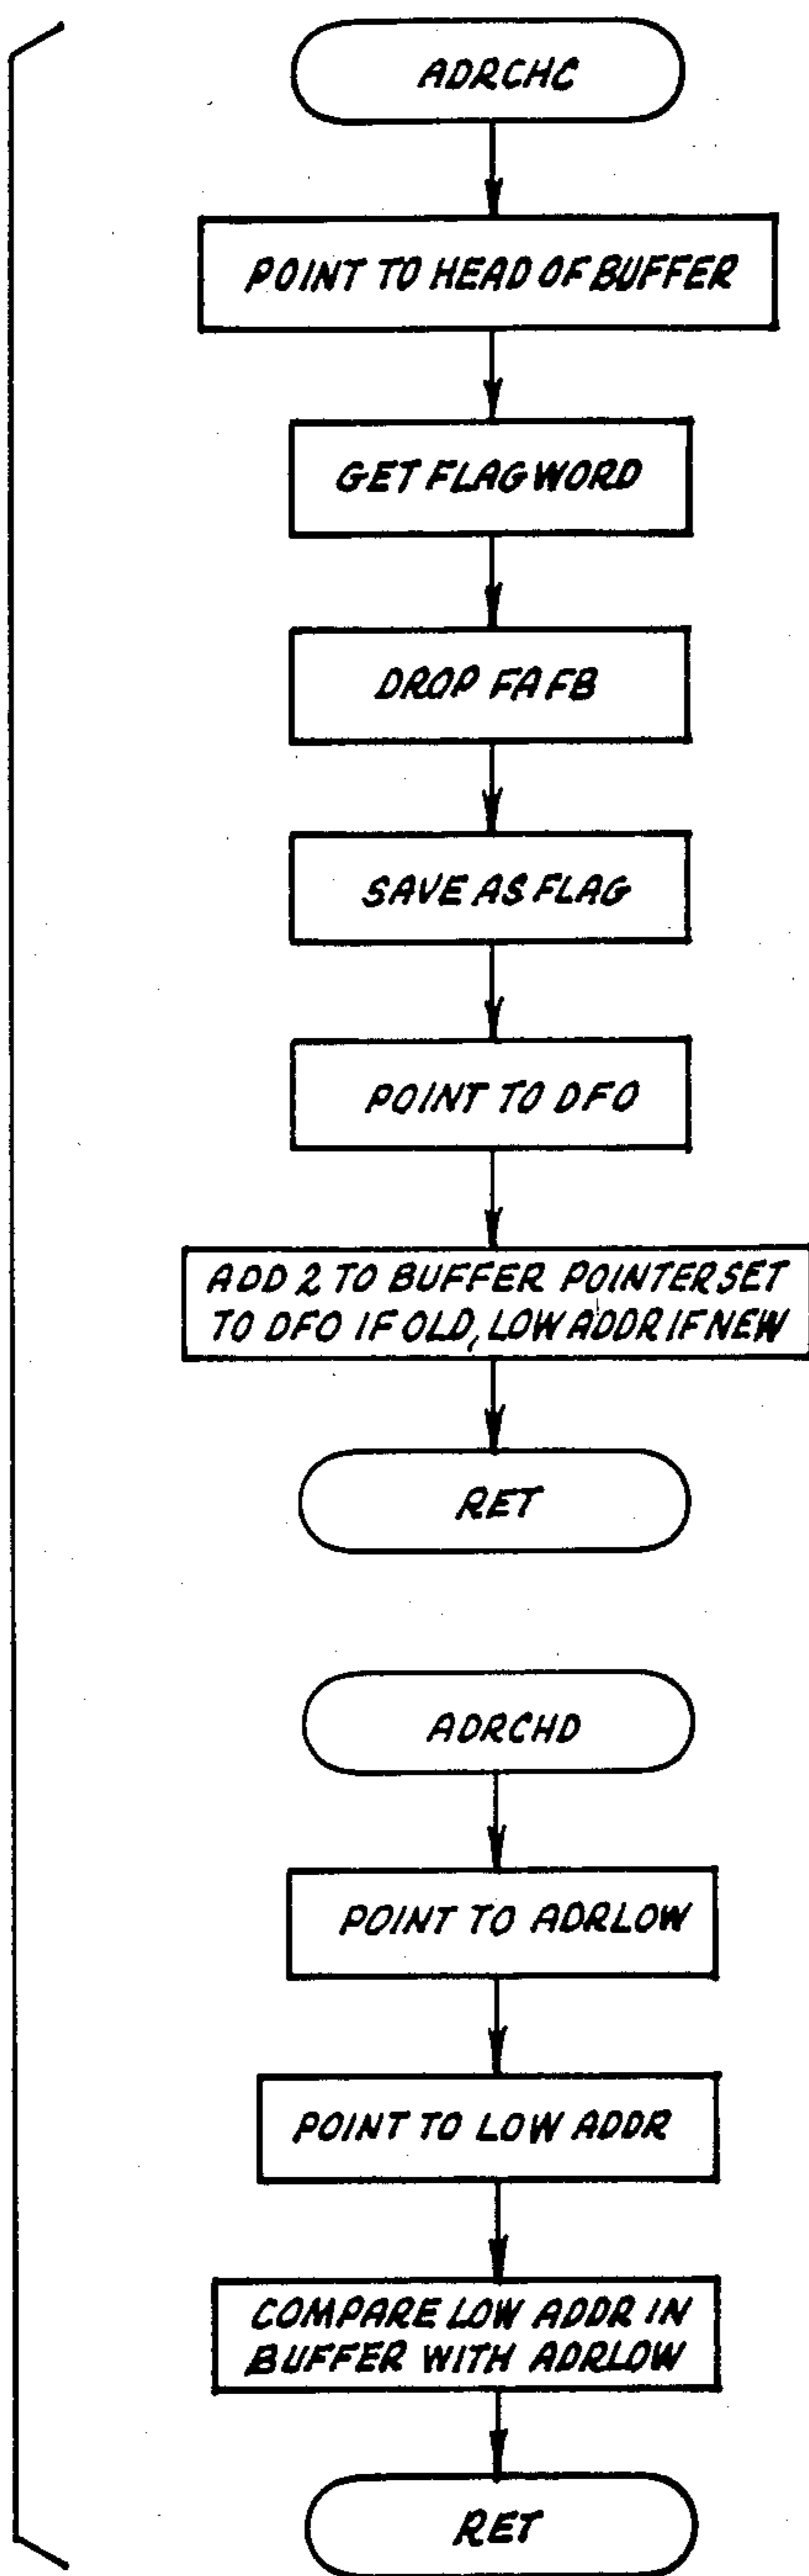 ADRCHC
POINT TO HEAD OF BUFFER
GET FLAG WORD
DROP FA FB
SAVE AS FLAG
POINT TO DFO
ADD 2 TO BUFFER POINTER SET
TO DFO IF OLD, LOW ADDR IF NEW
RET
ADRCHD
POINT TO ADRLOW
POINT TO LOW ADDR
COMPARE LOW ADDR IN
BUFFER WITH ADRLOW
RET